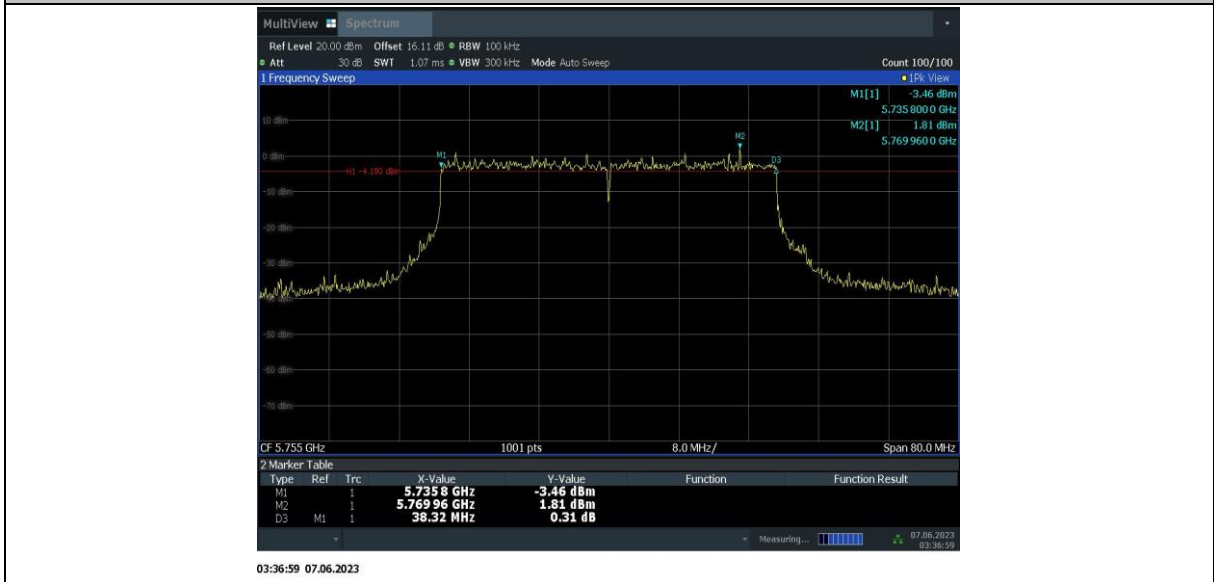 MultiView Spectrum
Ref Level 20.00 dBm Offset 16.11 dB RBW 100 kHz
Att 30 dB SWT 1.07 ms VBW 300 kHz Mode Auto Sweep Count 100/100
1 Frequency Sweep 1Pk View
M1[1] -3.46 dBm
5.735 800 0 GHz
M2[1] 1.81 dBm
5.769 960 0 GHz
10 dBm
M2
0 dBm
M1
D3
H1 -4.190 dBm
-10 dBm
-20 dBm
-30 dBm
-40 dBm
-50 dBm
-60 dBm
-70 dBm
CF 5.755 GHz 1001 pts 8.0 MHz/ Span 80.0 MHz
2 Marker Table
Type Ref Trc X-Value Y-Value Function Function Result
M1 1 5.7358 GHz -3.46 dBm
M2 1 5.769 96 GHz 1.81 dBm
D3 M1 1 38.32 MHz 0.31 dB
Measuring... 07.06.2023
03:36:59
03:36:59 07.06.2023